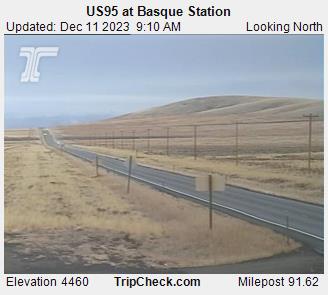 US95 at Basque Station
Updated: Dec 11 2023 9:10 AM Looking North
Elevation 4460 TripCheck.com Milepost 91.62